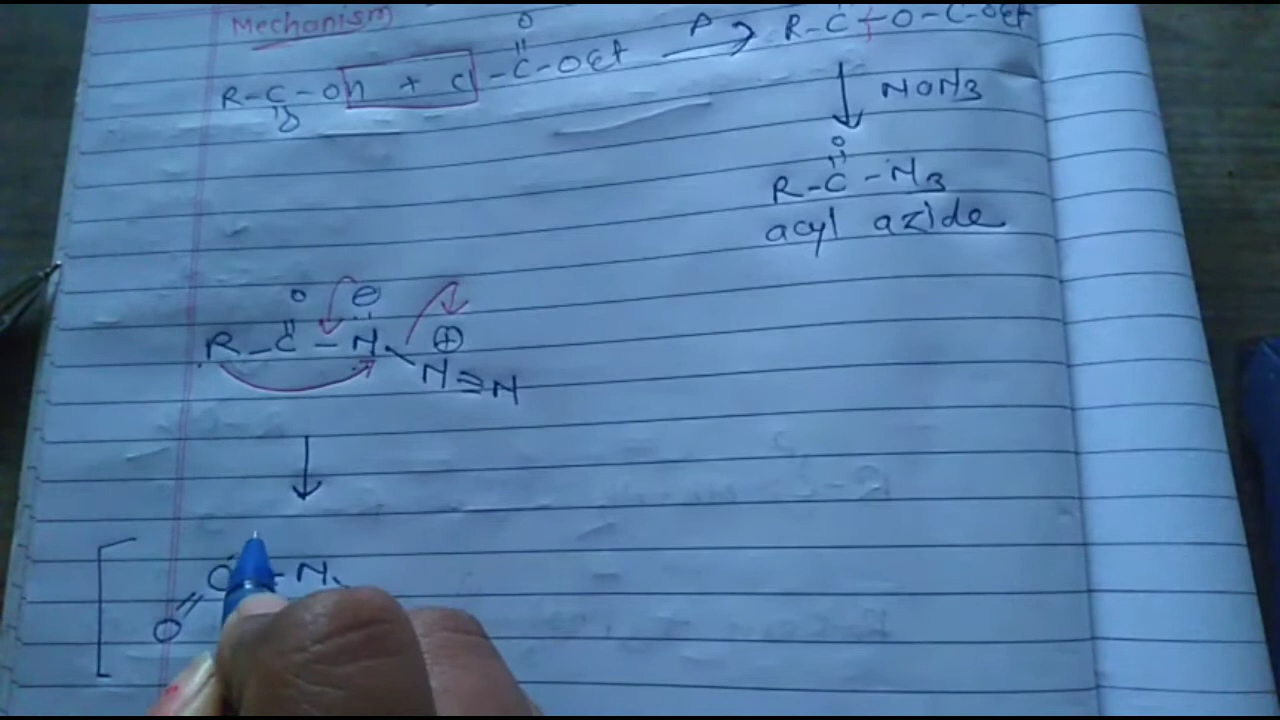 Mechanism
R-C-OH + Cl-C-OEt
O
O
Δ
R-C-O-C-OEt
NaN3
O
R-C-N3
acyl azide
O ⊖
R-C-N
⊕
N≡N
C-N
O